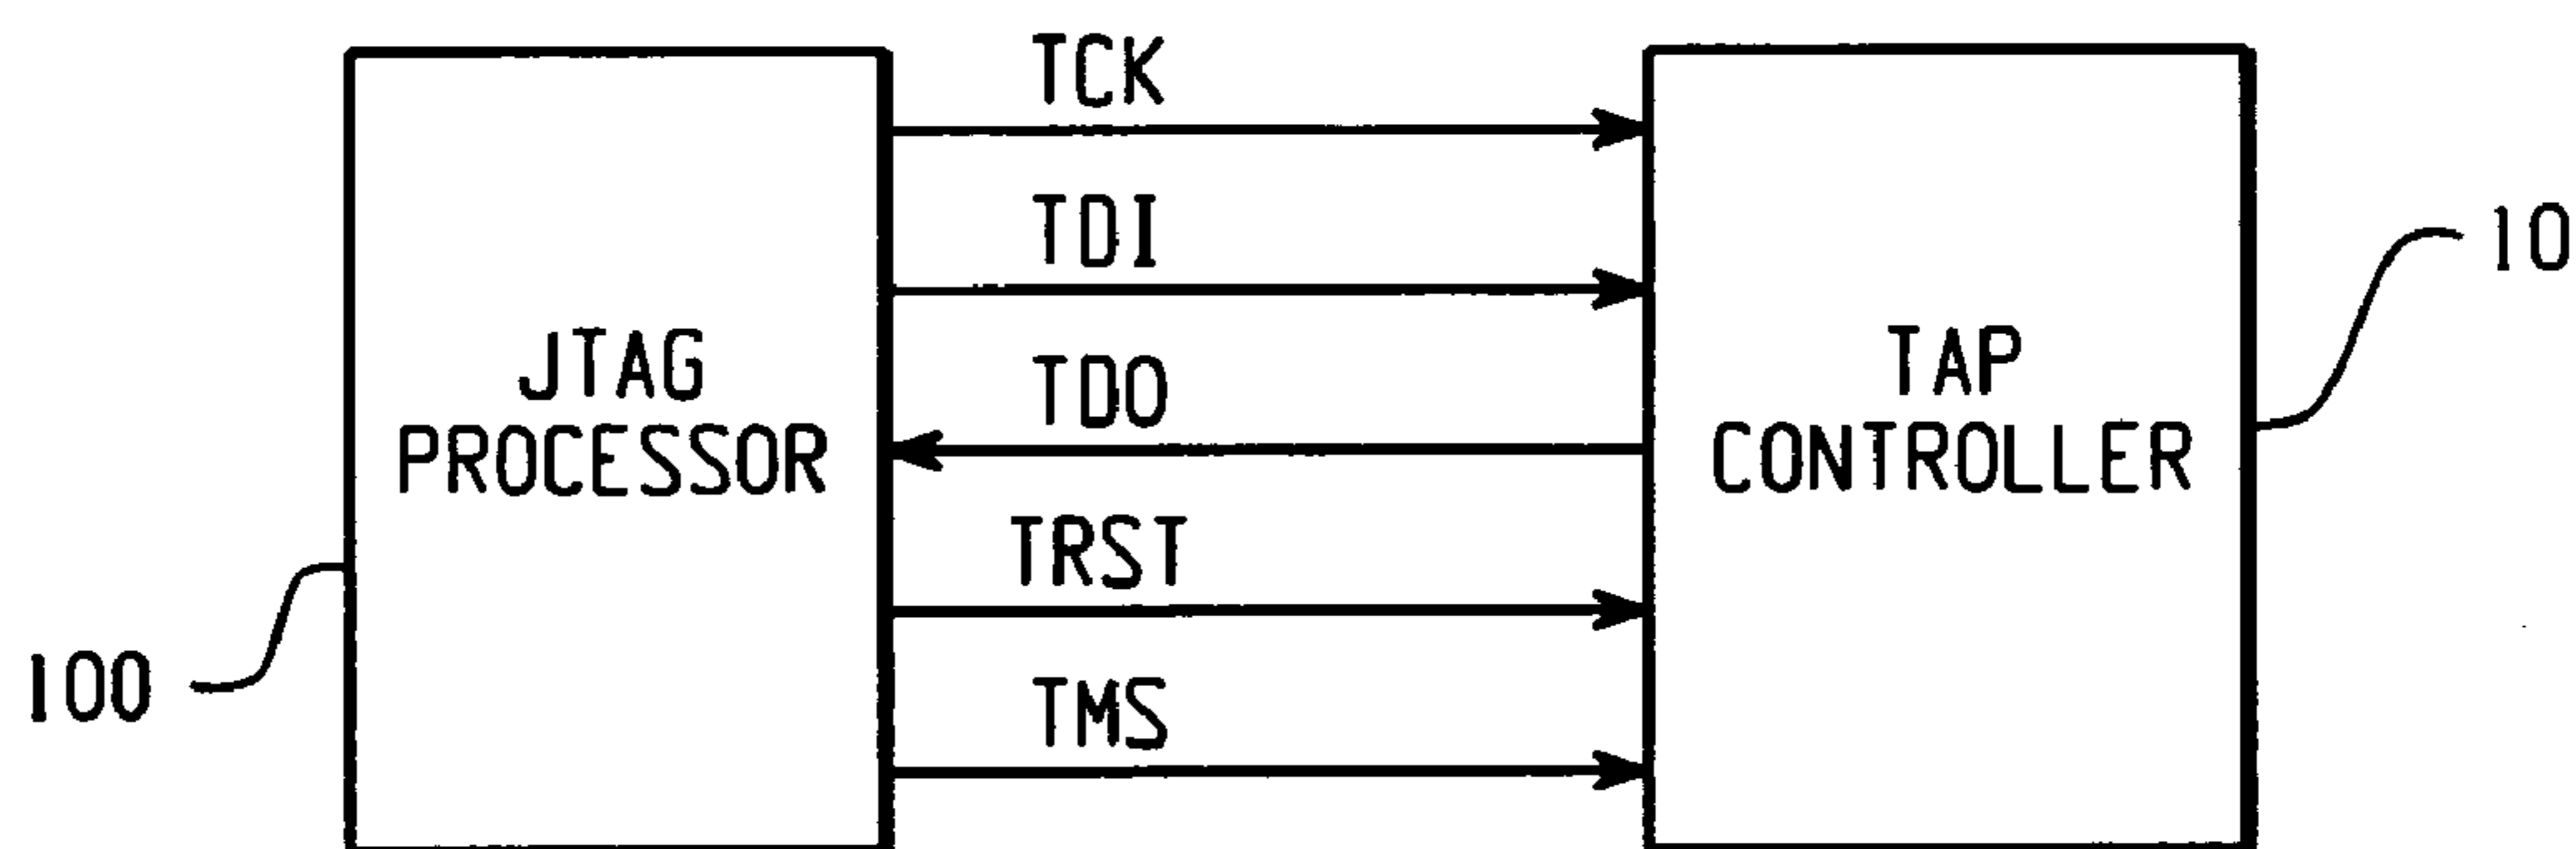 TCK
TDI
TDO
TRST
TMS
JTAG
PROCESSOR
TAP
CONTROLLER
100
10